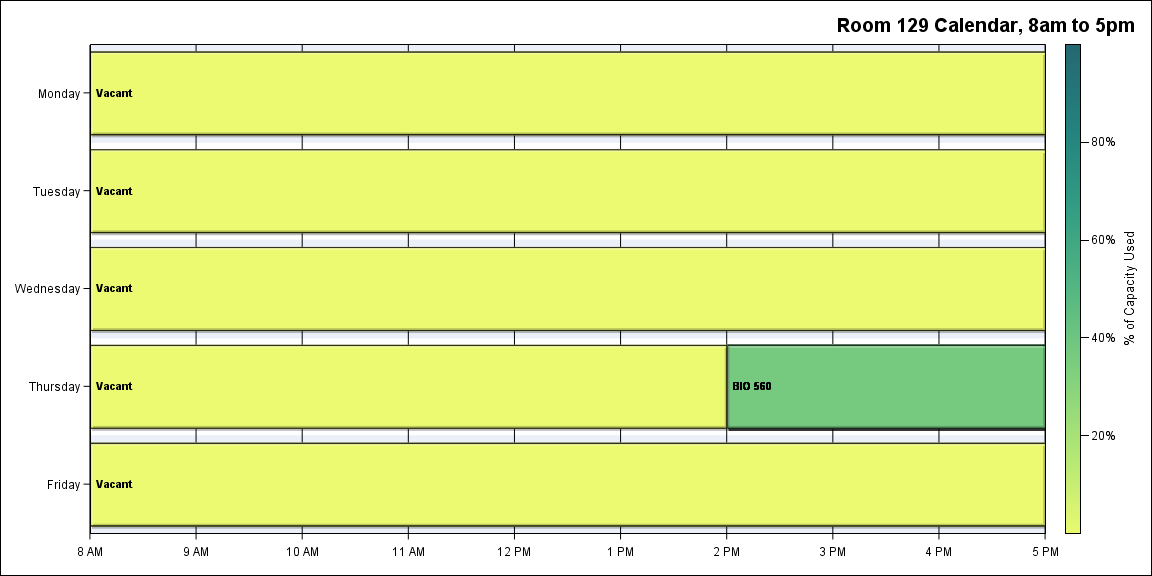 Room 129 Calendar, 8am to 5pm
Monday
Vacant
Tuesday
Vacant
Wednesday
Vacant
Thursday
Vacant
BIO 560
Friday
Vacant
8 AM
9 AM
10 AM
11 AM
12 PM
1 PM
2 PM
3 PM
4 PM
5 PM
80%
60%
40%
20%
% of Capacity Used